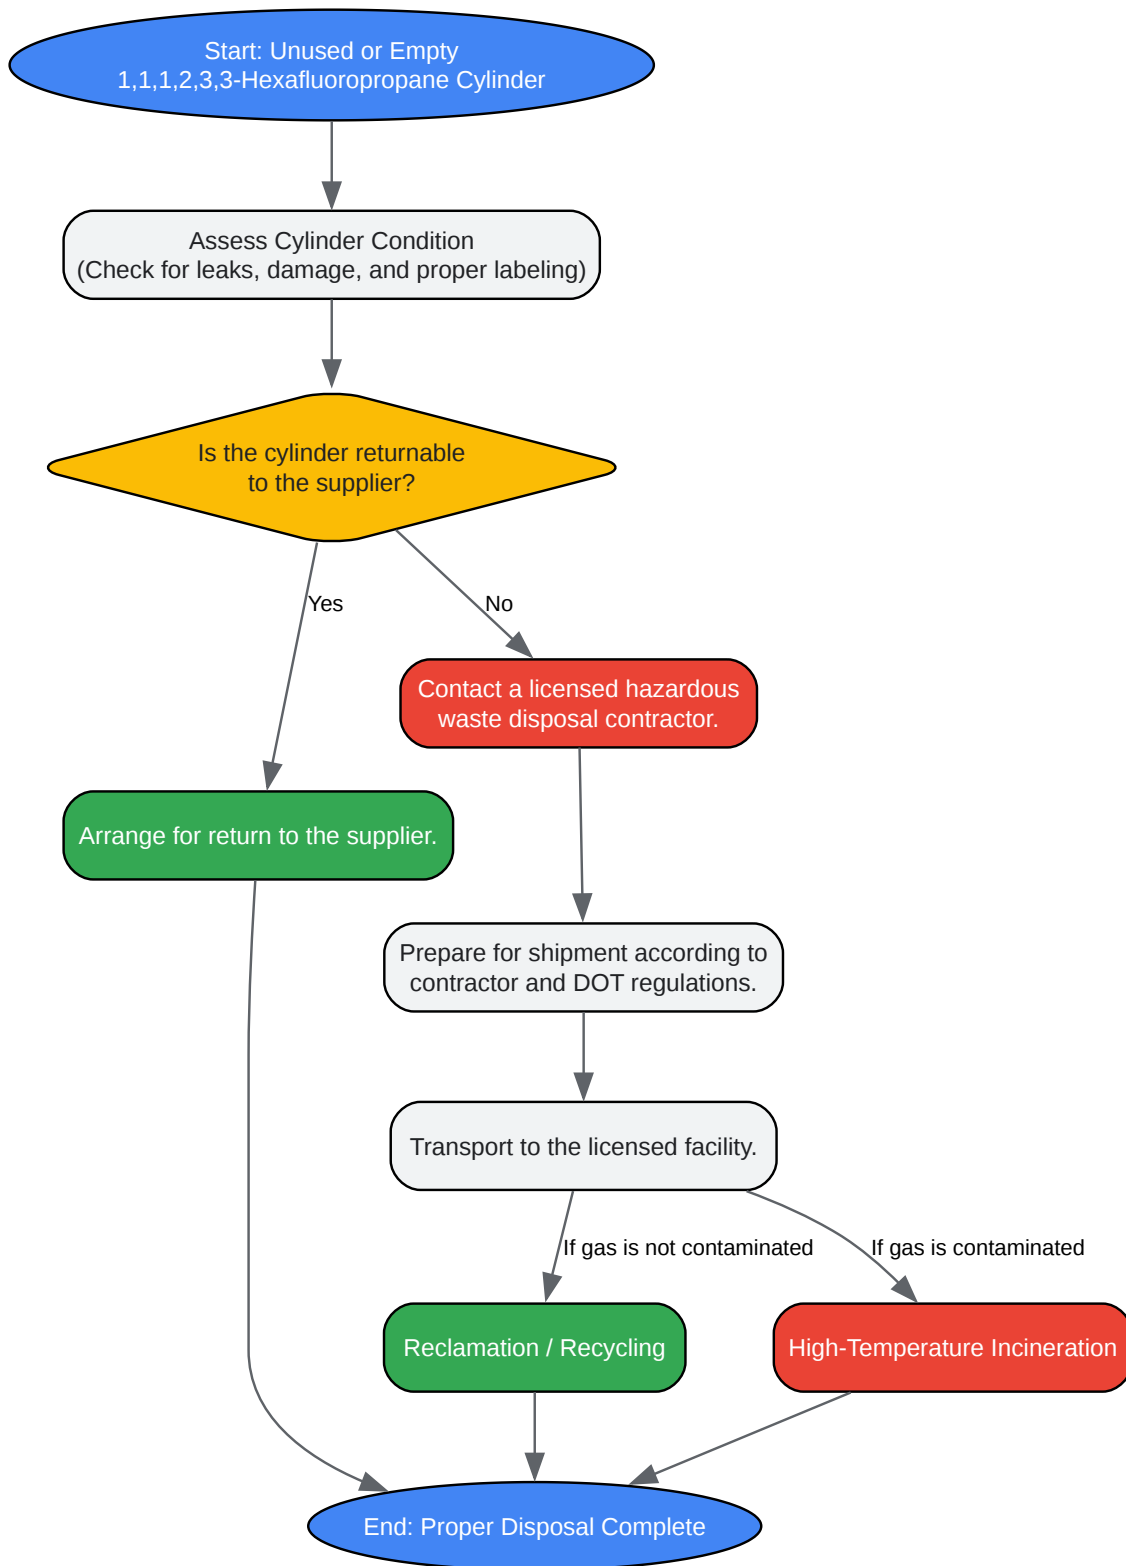 Start: Unused or Empty
1,1,1,2,3,3-Hexafluoropropane Cylinder
Assess Cylinder Condition
(Check for leaks, damage, and proper labeling)
Is the cylinder returnable
to the supplier?
Yes
No
Contact a licensed hazardous
waste disposal contractor.
Arrange for return to the supplier.
Prepare for shipment according to
contractor and DOT regulations.
Transport to the licensed facility.
If gas is not contaminated
If gas is contaminated
Reclamation / Recycling
High-Temperature Incineration
End: Proper Disposal Complete